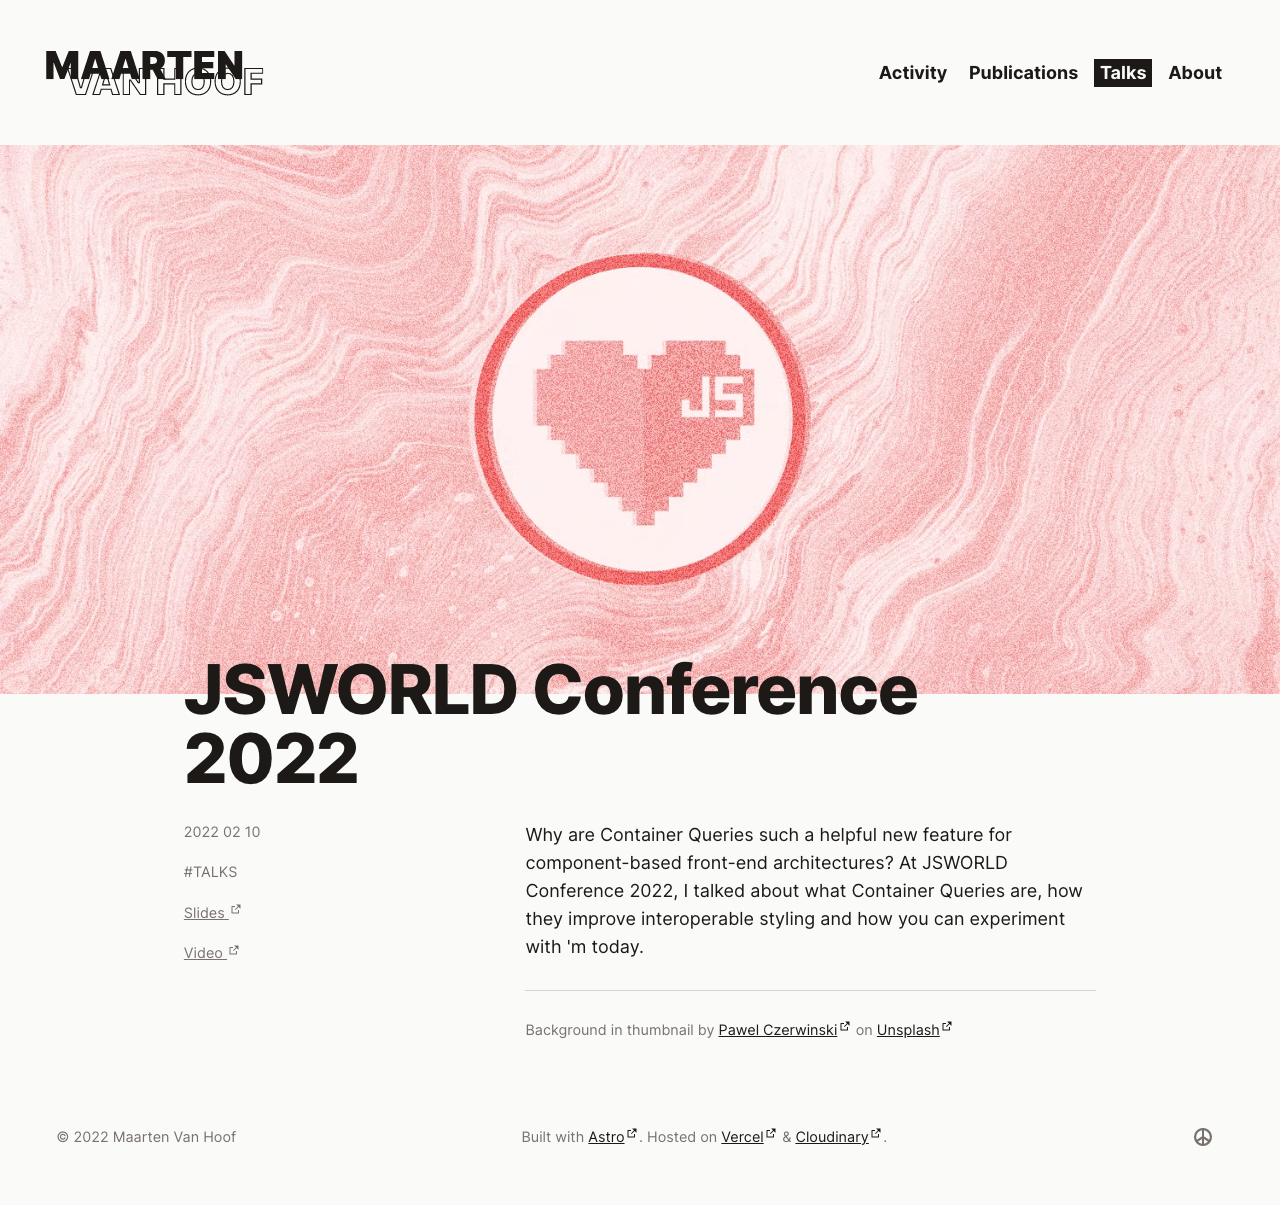 MAARTEN
VAN HOOF
Activity Publications Talks About
JS
JSWORLD Conference
2022
2022 02 10
#TALKS
Slides
Video
Why are Container Queries such a helpful new feature for
component-based front-end architectures? At JSWORLD
Conference 2022, I talked about what Container Queries are, how
they improve interoperable styling and how you can experiment
with 'm today.
Background in thumbnail by Pawel Czerwinski on Unsplash
© 2022 Maarten Van Hoof
Built with Astro. Hosted on Vercel & Cloudinary.